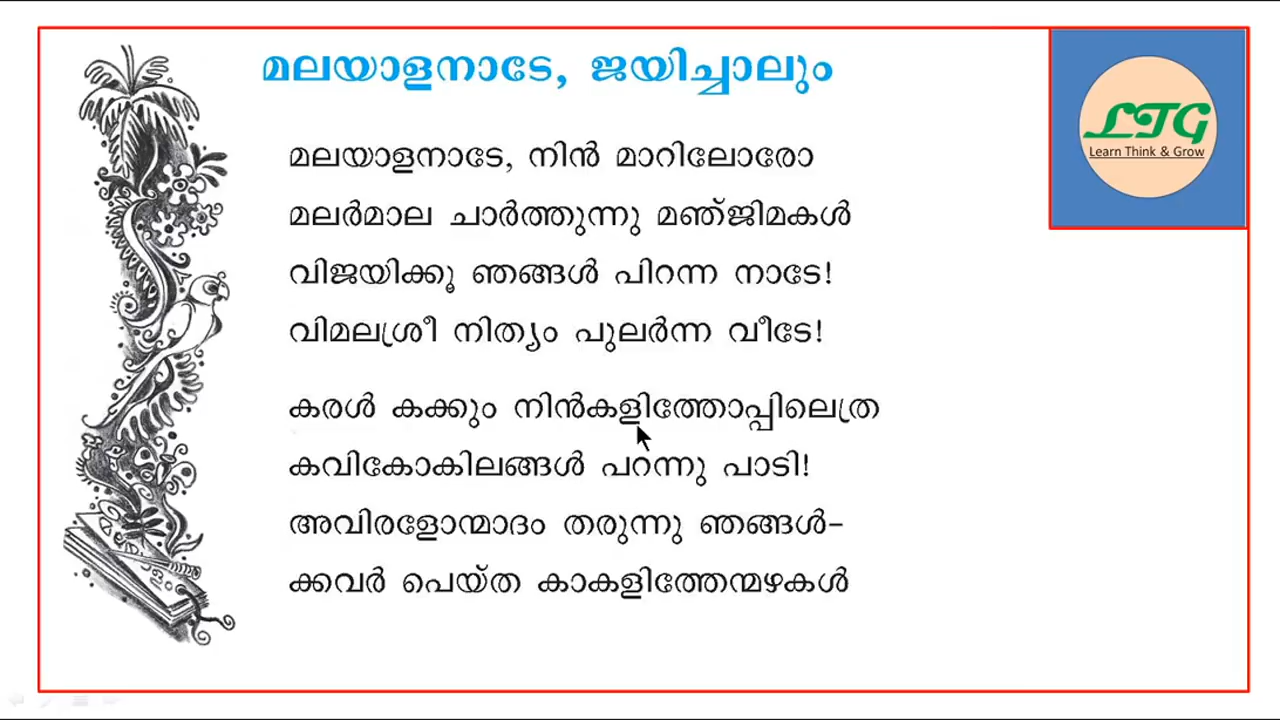 മലയാളനാടേ, ജയിച്ചാലും
LTG
Learn Think & Grow
മലയാളനാടേ, നിൻ മാറിലോരോ
മലർമാല ചാർത്തുന്നു മഞ്ജിമകൾ
വിജയിക്കൂ ഞങ്ങൾ പിറന്ന നാടേ!
വിമലശ്രീ നിത്യം പുലർന്ന വീടേ!
കരൾ കക്കും നിൻകളിത്തോപ്പിലെത്ര
കവികോകിലങ്ങൾ പറന്നു പാടി!
അവിരളോന്മാദം തരുന്നു ഞങ്ങൾ-
ക്കവർ പെയ്ത കാകളിത്തേന്മഴകൾ